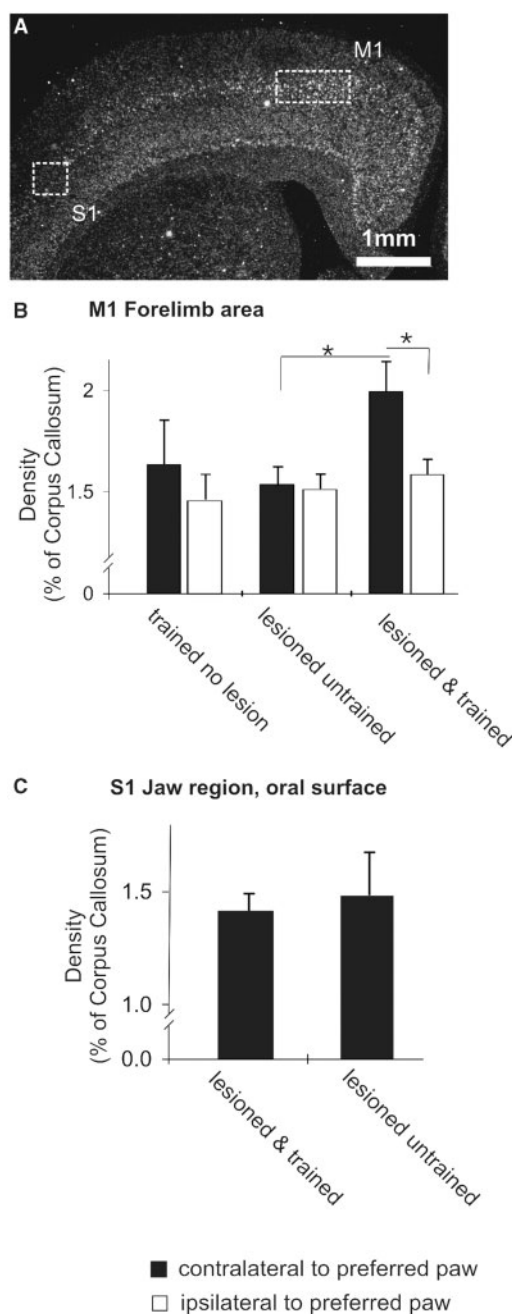 A
M1
S1
1mm
B
M1 Forelimb area
Density
(% of Corpus Callosum)
2
1.5
0
*
*
trained no lesion
lesioned untrained
lesioned & trained
C
S1 Jaw region, oral surface
Density
(% of Corpus Callosum)
1.5
1.0
0.0
lesioned & trained
lesioned untrained
contralateral to preferred paw
ipsilateral to preferred paw